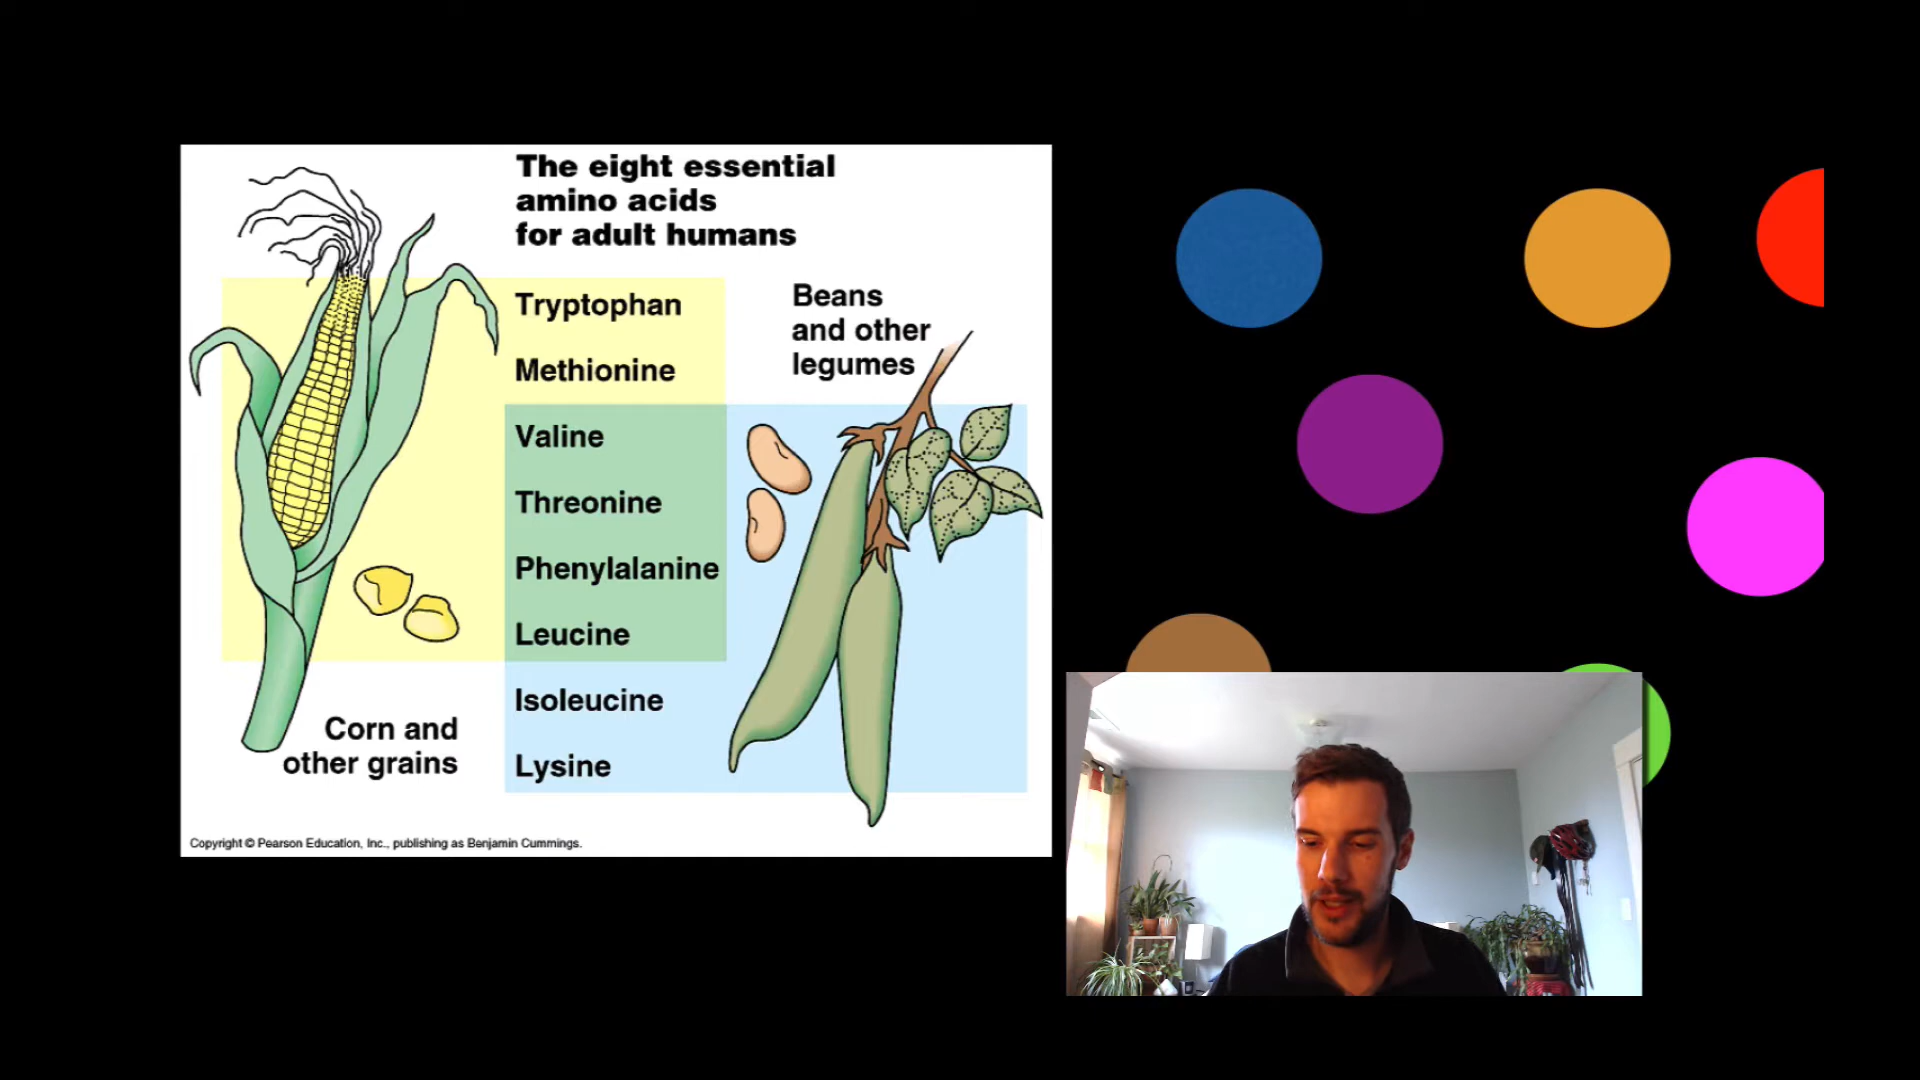 The eight essential
amino acids
for adult humans
Tryptophan
Methionine
Valine
Threonine
Phenylalanine
Leucine
Isoleucine
Lysine
Beans
and other
legumes
Corn and
other grains
Copyright © Pearson Education, Inc., publishing as Benjamin Cummings.